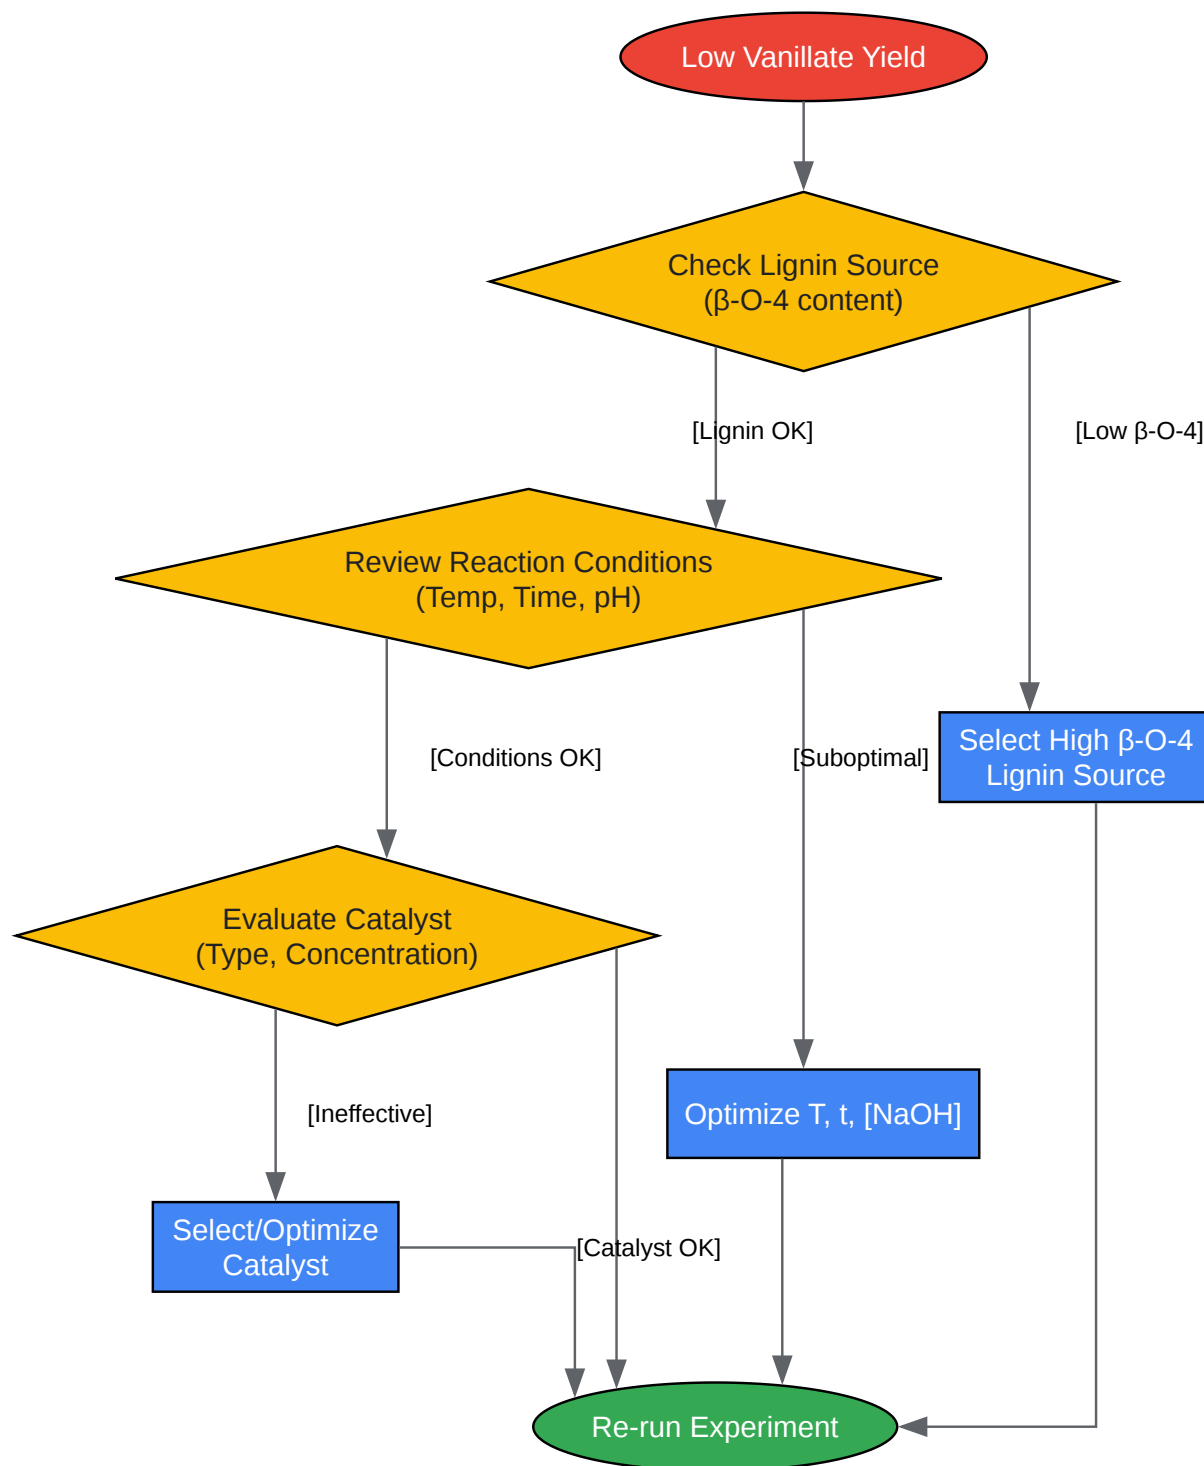 Low Vanillate Yield
Check Lignin Source
(β-O-4 content)
[Lignin OK]
[Low β-O-4]
Review Reaction Conditions
(Temp, Time, pH)
[Conditions OK]
[Suboptimal]
Select High β-O-4
Lignin Source
Evaluate Catalyst
(Type, Concentration)
[Ineffective]
Optimize T, t, [NaOH]
Select/Optimize
Catalyst
[Catalyst OK]
Re-run Experiment